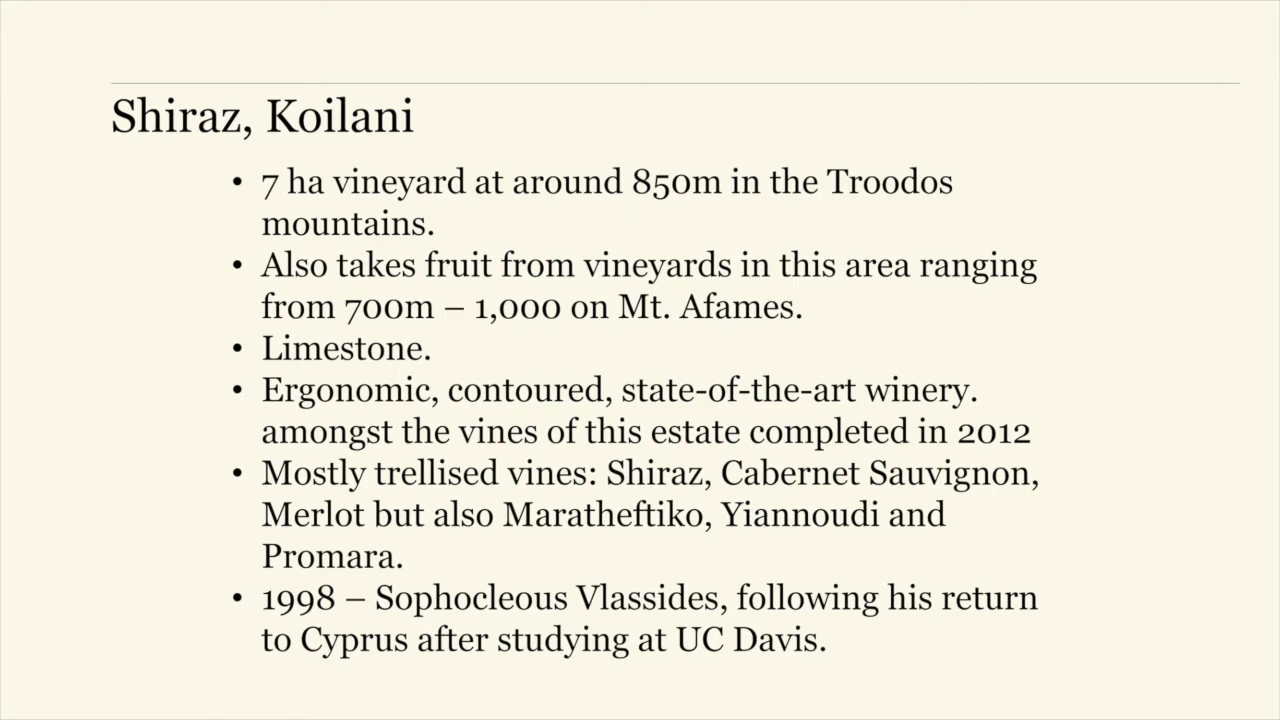 Shiraz, Koilani
• 7 ha vineyard at around 850m in the Troodos
mountains.
• Also takes fruit from vineyards in this area ranging
from 700m – 1,000 on Mt. Afames.
• Limestone.
• Ergonomic, contoured, state-of-the-art winery.
amongst the vines of this estate completed in 2012
• Mostly trellised vines: Shiraz, Cabernet Sauvignon,
Merlot but also Maratheftiko, Yiannoudi and
Promara.
• 1998 – Sophocleous Vlassides, following his return
to Cyprus after studying at UC Davis.